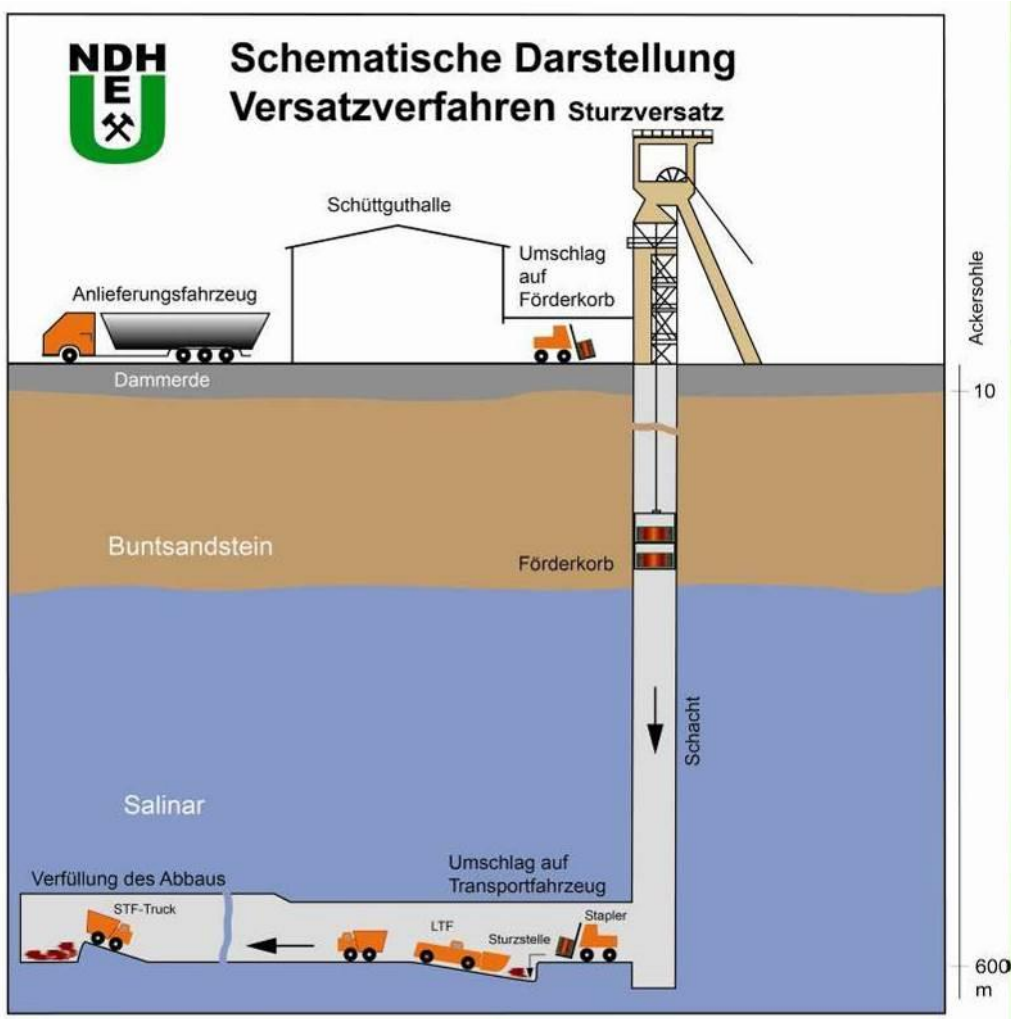 NDH
E
Schematische Darstellung
Versatzverfahren Sturzversatz
Schüttguthalle
Umschlag
auf
Förderkorb
Anlieferungsfahrzeug
Ackersohle
Dammerde
10
Buntsandstein
Förderkorb
Schacht
Salinar
Umschlag auf
Transportfahrzeug
Verfüllung des Abbaus
STF-Truck
LTF
Sturzstelle
Stapler
600
m